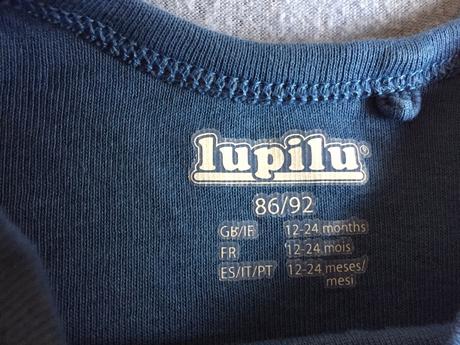 lupilu®
86/92
GB/IE 12-24 months
FR 12-24 mois
ES/IT/PT 12-24 meses/
mesi